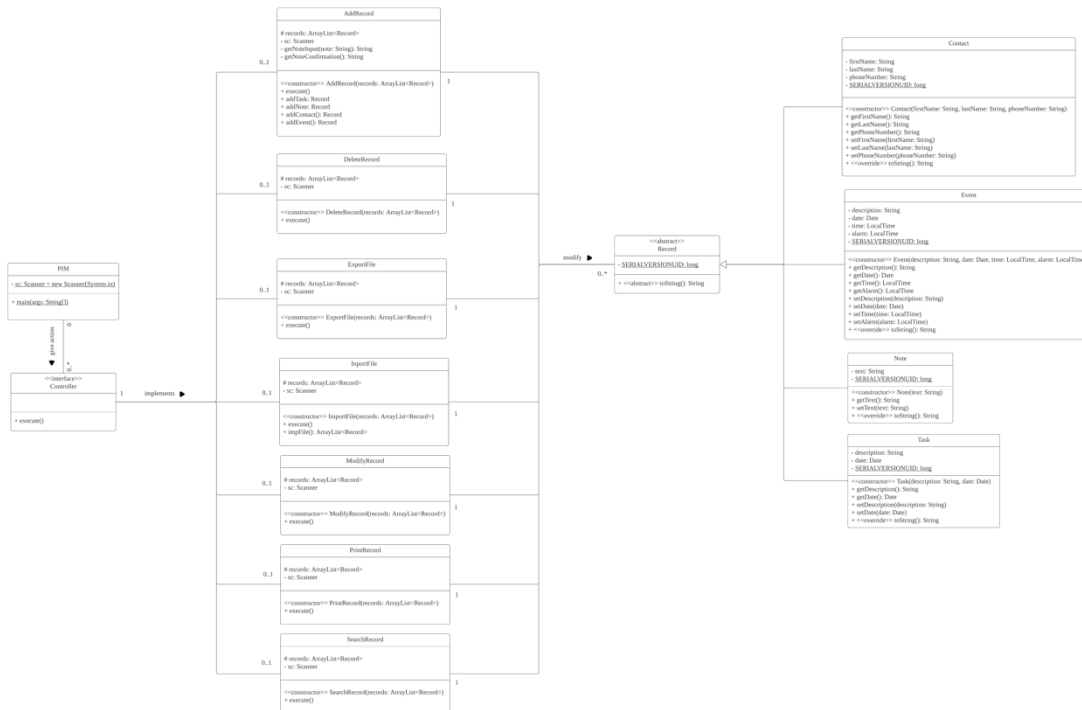 PIM
- sc: Scanner = new Scanner(System.in)
+ main(args: String[])
give action
0
0..*
<<interface>>
Controller
+ execute()
1
implements
AddRecord
# records: ArrayList<Record>
- sc: Scanner
- getNoteInput(note: String): String
- getNoteConfirmation(): String
<<constructor>> AddRecord(records: ArrayList<Record>)
+ execute()
+ addTask: Record
+ addNote: Record
+ addContact(): Record
+ addEvent(): Record
0..1
1
DeleteRecord
# records: ArrayList<Record>
- sc: Scanner
<<constructor>> DeleteRecord(records: ArrayList<Record>)
+ execute()
0..1
1
ExportFile
# records: ArrayList<Record>
- sc: Scanner
<<constructor>> ExportFile(records: ArrayList<Record>)
+ execute()
0..1
1
ImportFile
# records: ArrayList<Record>
- sc: Scanner
<<constructor>> ImportFile(records: ArrayList<Record>)
+ execute()
+ impFile(): ArrayList<Record>
0..1
1
ModifyRecord
# records: ArrayList<Record>
- sc: Scanner
<<constructor>> ModifyRecord(records: ArrayList<Record>)
+ execute()
0..1
1
PrintRecord
# records: ArrayList<Record>
- sc: Scanner
<<constructor>> PrintRecord(records: ArrayList<Record>)
+ execute()
0..1
1
SearchRecord
# records: ArrayList<Record>
- sc: Scanner
<<constructor>> SearchRecord(records: ArrayList<Record>)
+ execute()
0..1
1
modify
0..*
<<abstract>>
Record
- SERIALVERSIONUID: long
+ <<abstract>> toString(): String
Contact
- firstName: String
- lastName: String
- phoneNumber: String
- SERIALVERSIONUID: long
<<constructor>> Contact(firstName: String, lastName: String, phoneNumber: String)
+ getFirstName(): String
+ getLastName(): String
+ getPhoneNumber(): String
+ setFirstName(firstName: String)
+ setLastName(lastName: String)
+ setPhoneNumber(phoneNumber: String)
+ <<override>> toString(): String
Event
- description: String
- date: Date
- time: LocalTime
- alarm: LocalTime
- SERIALVERSIONUID: long
<<constructor>> Event(description: String, date: Date, time: LocalTime, alarm: LocalTime
+ getDescription(): String
+ getDate(): Date
+ getTime(): LocalTime
+ getAlarm(): LocalTime
+ setDescription(description: String)
+ setDate(date: Date)
+ setTime(time: LocalTime)
+ setAlarm(alarm: LocalTime)
+ <<override>> toString(): String
Note
- text: String
- SERIALVERSIONUID: long
<<constructor>> Note(text: String)
+ getText(): String
+ setText(text: String)
+ <<override>> toString(): String
Task
- description: String
- date: Date
- SERIALVERSIONUID: long
<<constructor>> Task(description: String, date: Date)
+ getDescription(): String
+ getDate(): Date
+ setDescription(description: String)
+ setDate(date: Date)
+ <<override>> toString(): String